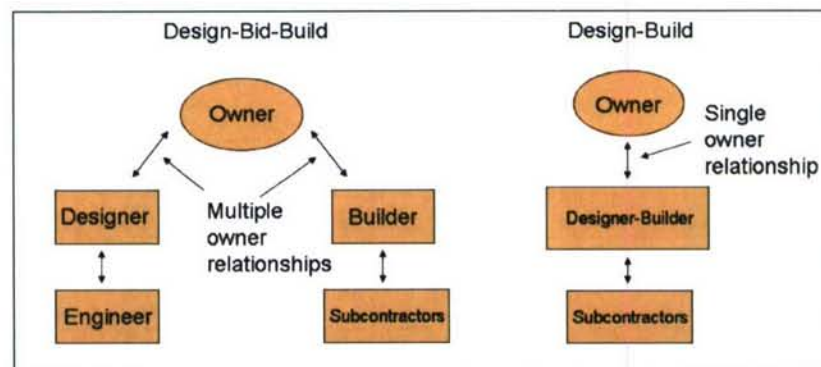 Design-Bid-Build
Owner
Designer
Builder
Multiple
owner
relationships
Engineer
Subcontractors
Design-Build
Owner
Single
owner
relationship
Designer-Builder
Subcontractors